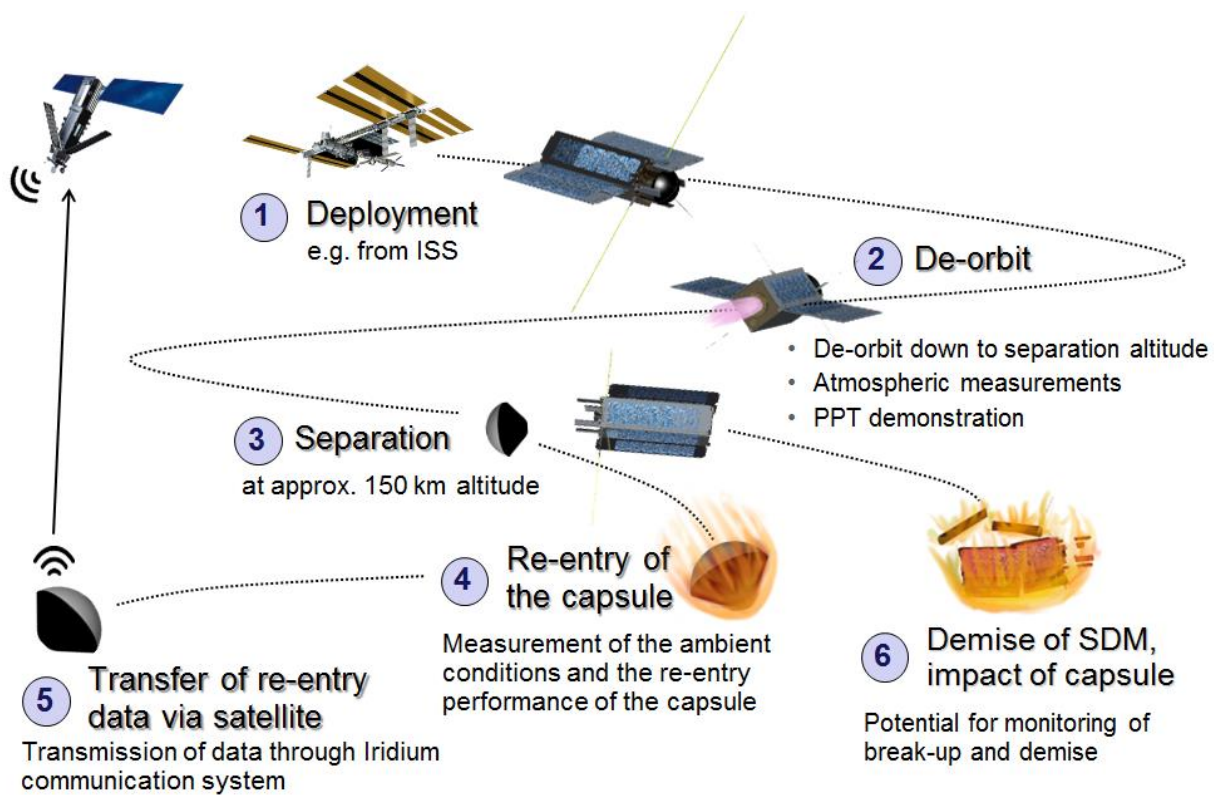 1 Deployment
e.g. from ISS
2 De-orbit
• De-orbit down to separation altitude
• Atmospheric measurements
• PPT demonstration
3 Separation
at approx. 150 km altitude
4 Re-entry of
the capsule
Measurement of the ambient
conditions and the re-entry
performance of the capsule
5 Transfer of re-entry
data via satellite
Transmission of data through Iridium
communication system
6 Demise of SDM,
impact of capsule
Potential for monitoring of
break-up and demise